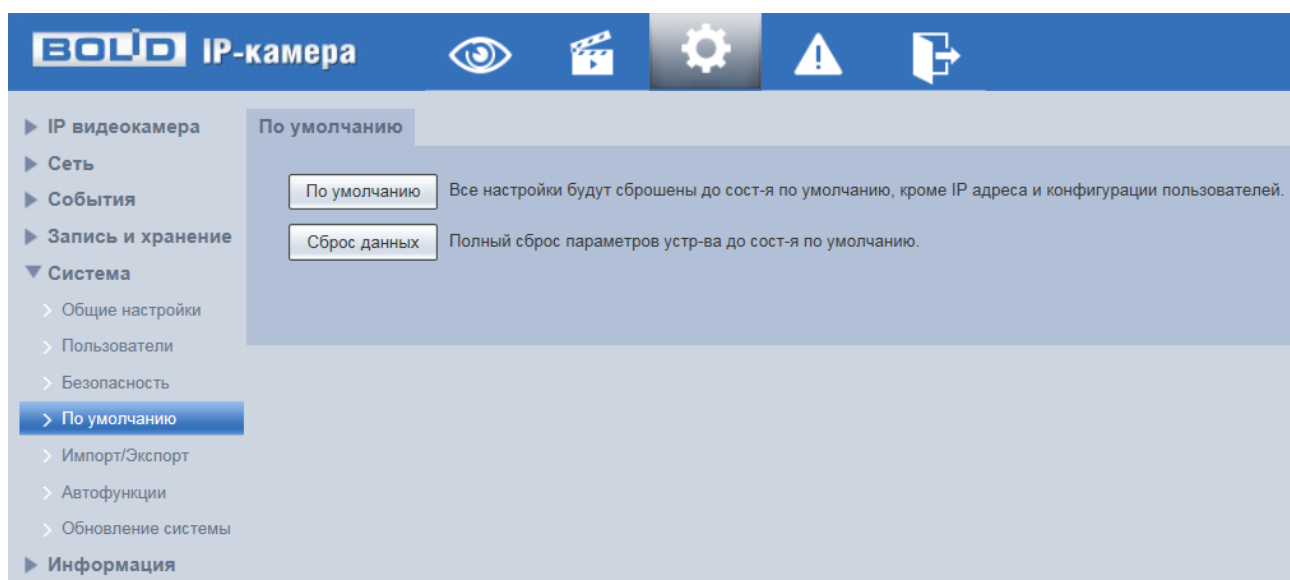 BOLID IP-камера
IP видеокамера
Сеть
События
Запись и хранение
Система
Общие настройки
Пользователи
Безопасность
По умолчанию
Импорт/Экспорт
Автофункции
Обновление системы
Информация
По умолчанию
По умолчанию Все настройки будут сброшены до сост-я по умолчанию, кроме IP адреса и конфигурации пользователей.
Сброс данных Полный сброс параметров устр-ва до сост-я по умолчанию.